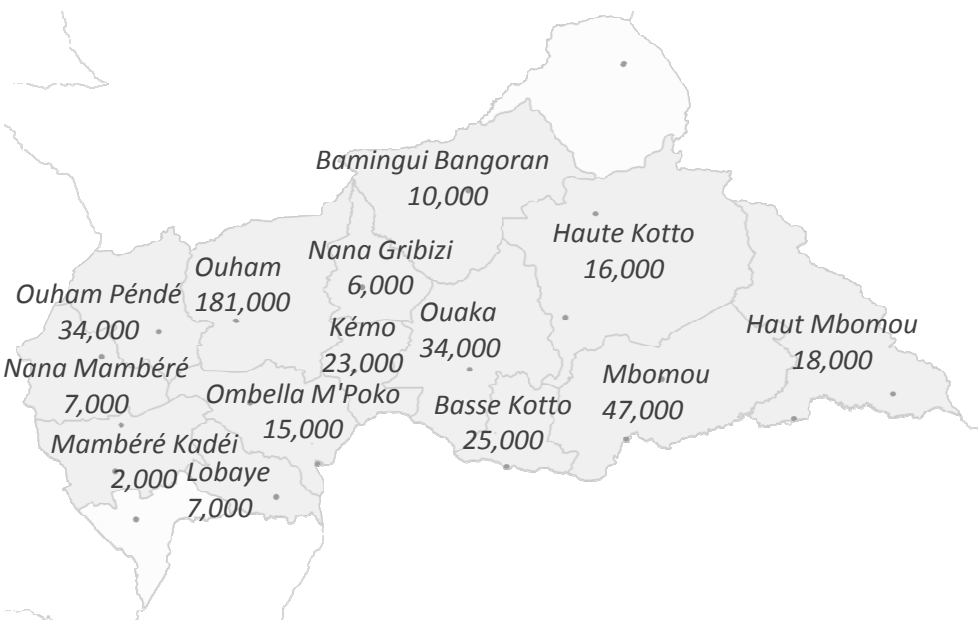 Bamingui Bangoran
10,000
Haute Kotto
16,000
Nana Gribizi
6,000
Ouham
181,000
Ouham Péndé
34,000
Kémo
23,000
Ouaka
34,000
Haut Mbomou
18,000
Nana Mambéré
7,000
Ombella M'Poko
15,000
Mbomou
47,000
Basse Kotto
25,000
Mambéré Kadéi
2,000
Lobaye
7,000